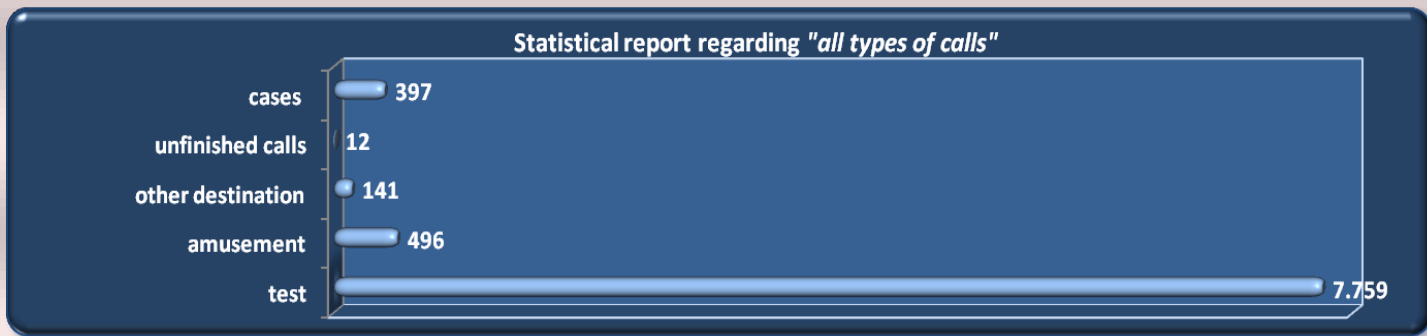 Statistical report regarding "all types of calls"
cases 397
unfinished calls 12
other destination 141
amusement 496
test 7.759